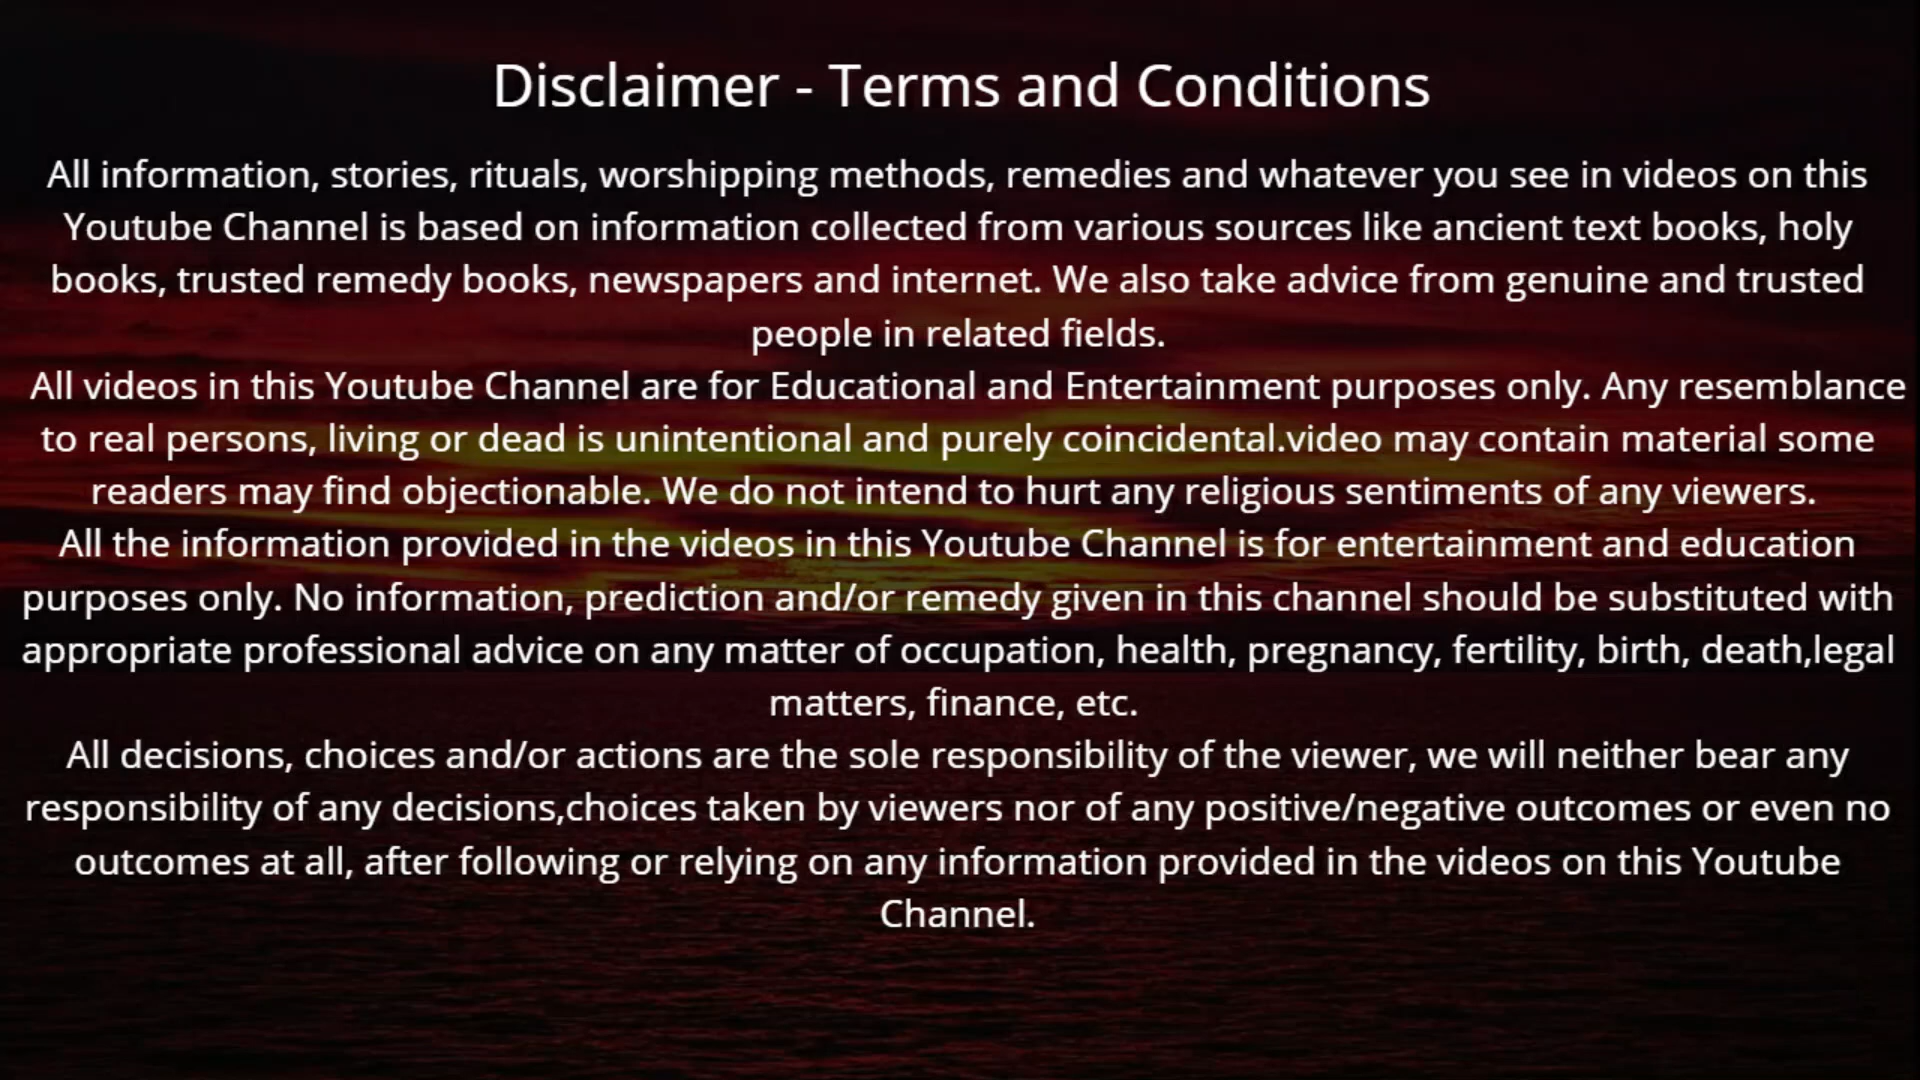 Disclaimer - Terms and Conditions
All information, stories, rituals, worshipping methods, remedies and whatever you see in videos on this
Youtube Channel is based on information collected from various sources like ancient text books, holy
books, trusted remedy books, newspapers and internet. We also take advice from genuine and trusted
people in related fields.
All videos in this Youtube Channel are for Educational and Entertainment purposes only. Any resemblance
to real persons, living or dead is unintentional and purely coincidental.video may contain material some
readers may find objectionable. We do not intend to hurt any religious sentiments of any viewers.
All the information provided in the videos in this Youtube Channel is for entertainment and education
purposes only. No information, prediction and/or remedy given in this channel should be substituted with
appropriate professional advice on any matter of occupation, health, pregnancy, fertility, birth, death,legal
matters, finance, etc.
All decisions, choices and/or actions are the sole responsibility of the viewer, we will neither bear any
responsibility of any decisions,choices taken by viewers nor of any positive/negative outcomes or even no
outcomes at all, after following or relying on any information provided in the videos on this Youtube
Channel.